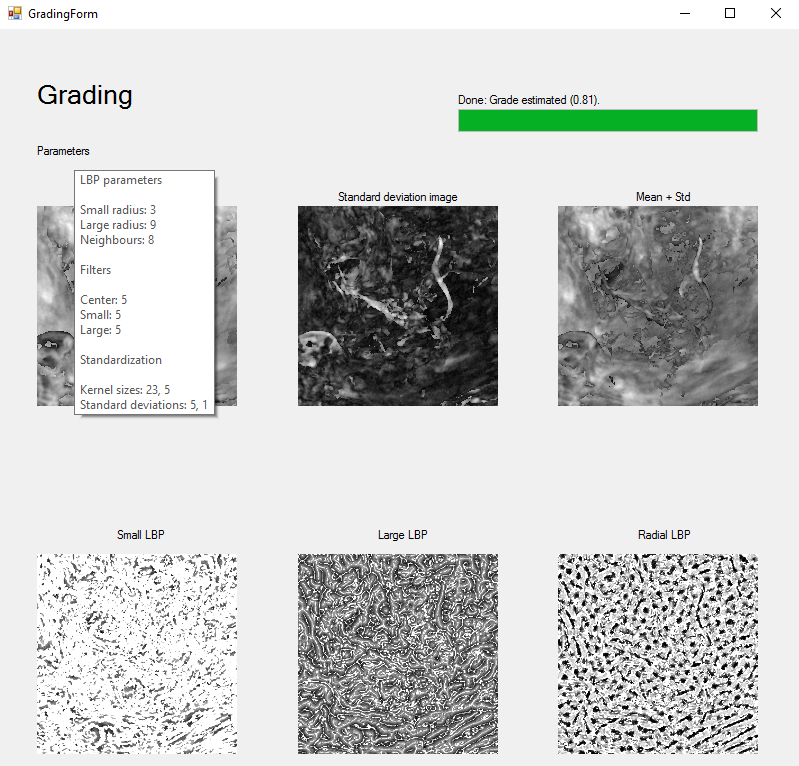 GradingForm
Grading
Done: Grade estimated (0.81).
Parameters
LBP parameters
Small radius: 3
Large radius: 9
Neighbours: 8
Filters
Center: 5
Small: 5
Large: 5
Standardization
Kernel sizes: 23, 5
Standard deviations: 5, 1
Standard deviation image
Mean + Std
Small LBP
Large LBP
Radial LBP